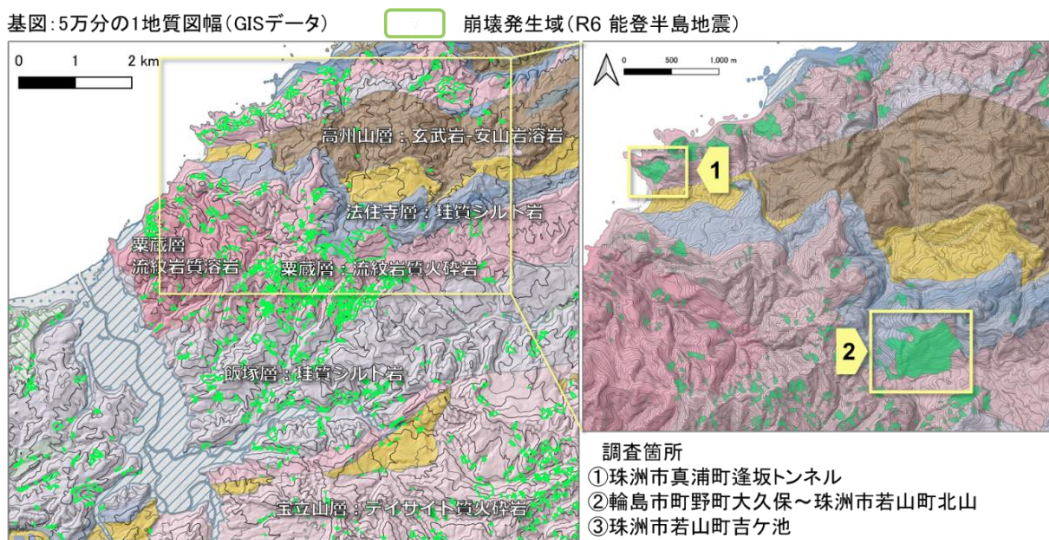 基図:5万分の1地質図幅(GISデータ)
崩壊発生域(R6 能登半島地震)
0 1 2 km
高州山層:玄武岩-安山岩溶岩
法住寺層:珪質シルト岩
粟蔵層
流紋岩質溶岩
粟蔵層:流紋岩質火砕岩
飯塚層:珪質シルト岩
宝立山層:デイサイト質火砕岩
0 500 1,000 m
1
2
調査箇所
①珠洲市真浦町逢坂トンネル
②輪島市町野町大久保~珠洲市若山町北山
③珠洲市若山町吉ケ池